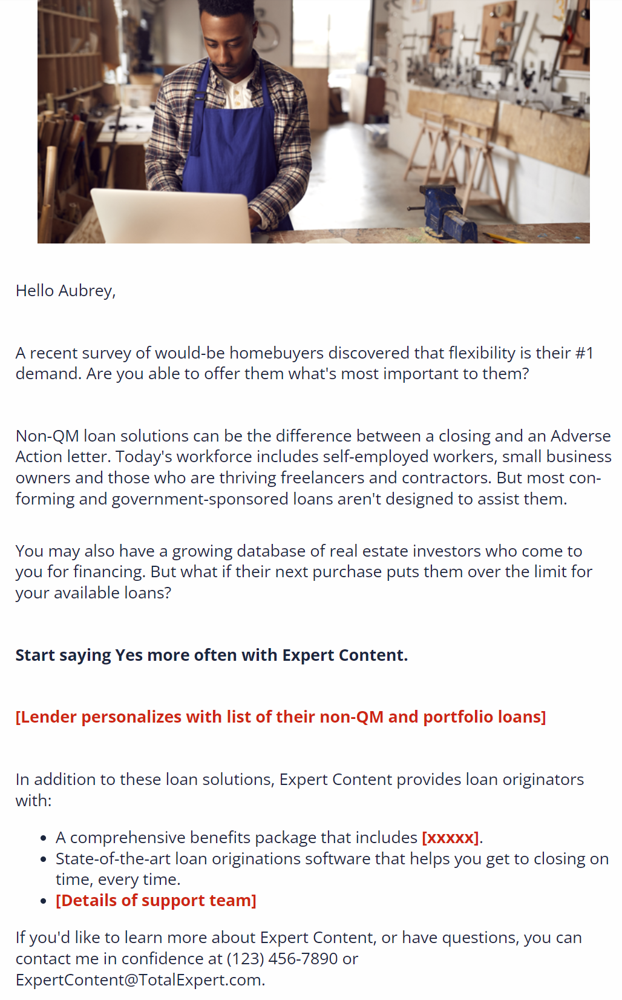 Hello Aubrey,
A recent survey of would-be homebuyers discovered that flexibility is their #1
demand. Are you able to offer them what's most important to them?
Non-QM loan solutions can be the difference between a closing and an Adverse
Action letter. Today's workforce includes self-employed workers, small business
owners and those who are thriving freelancers and contractors. But most con-
forming and government-sponsored loans aren't designed to assist them.
You may also have a growing database of real estate investors who come to
you for financing. But what if their next purchase puts them over the limit for
your available loans?
Start saying Yes more often with Expert Content.
[Lender personalizes with list of their non-QM and portfolio loans]
In addition to these loan solutions, Expert Content provides loan originators
with:
• A comprehensive benefits package that includes [xxxxx].
• State-of-the-art loan originations software that helps you get to closing on
time, every time.
• [Details of support team]
If you'd like to learn more about Expert Content, or have questions, you can
contact me in confidence at (123) 456-7890 or
ExpertContent@TotalExpert.com.